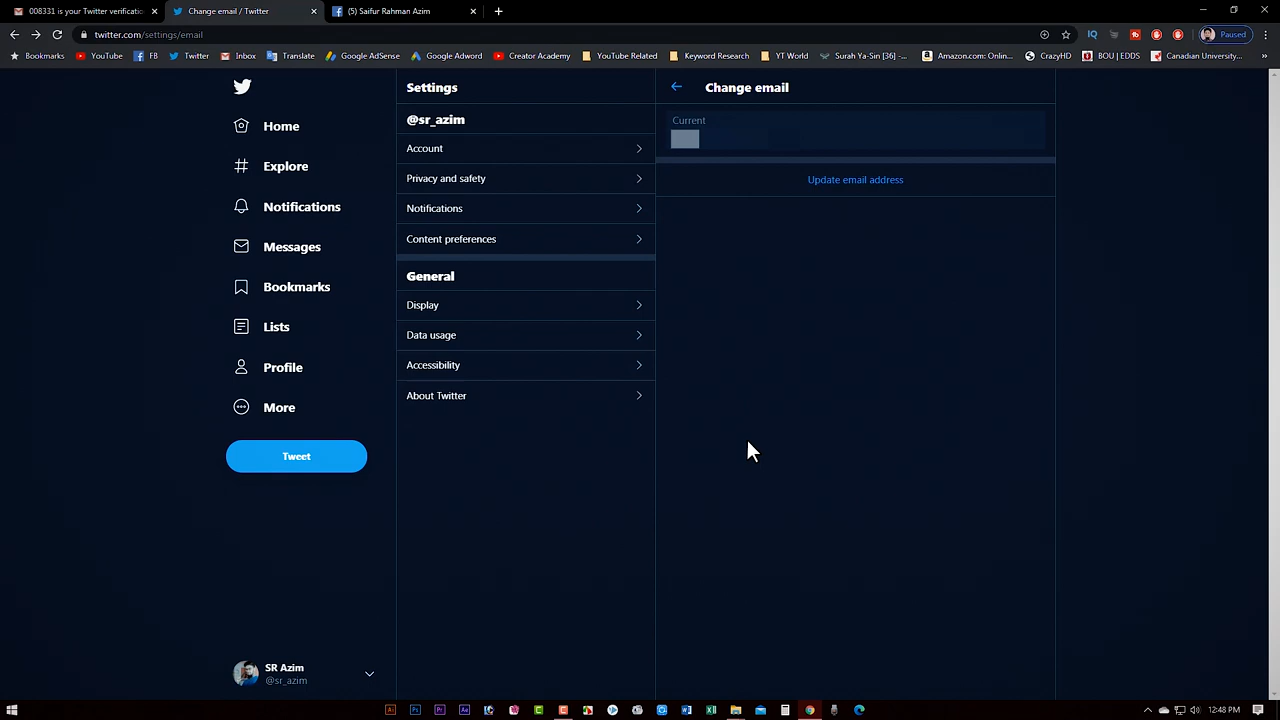 008331 is your Twitter verificatio
Change email / Twitter
(5) Saifur Rahman Azim
twitter.com/settings/email
Paused
Bookmarks
YouTube
FB
Twitter
Inbox
Translate
Google AdSense
Google Adword
Creator Academy
YouTube Related
Keyword Research
YT World
Surah Ya-Sin [36] -...
Amazon.com: Onlin...
CrazyHD
BOU | EDDS
Canadian University...
Home
Explore
Notifications
Messages
Bookmarks
Lists
Profile
More
Tweet
SR Azim
@sr_azim
Settings
@sr_azim
Account
Privacy and safety
Notifications
Content preferences
General
Display
Data usage
Accessibility
About Twitter
Change email
Current
Update email address
12:48 PM